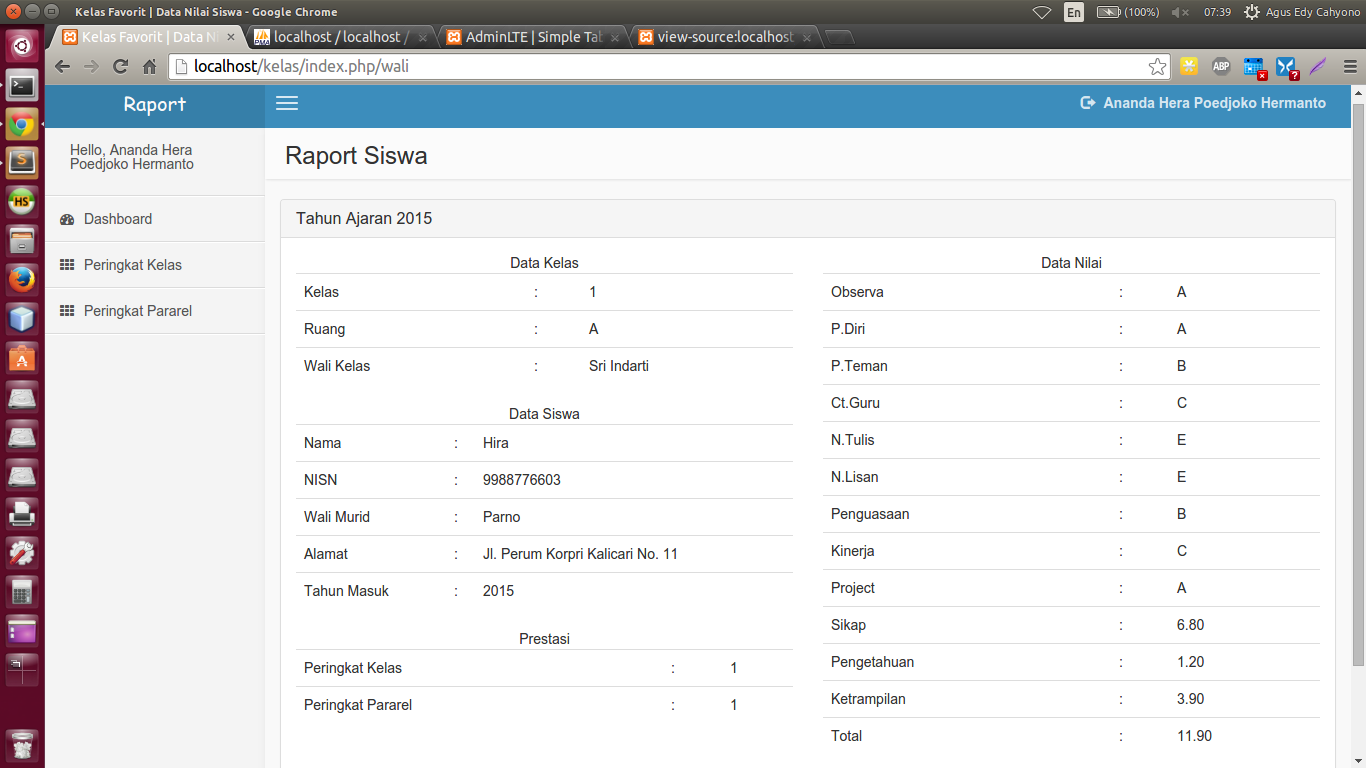 Kelas Favorit | Data Nilai Siswa - Google Chrome
En (100%) 07:39 Agus Edy Cahyono
Kelas Favorit | Data Ni
localhost / localhost /
AdminLTE | Simple Tab
view-source:localhost
localhost/kelas/index.php/wali
ABP
Raport
Ananda Hera Poedjoko Hermanto
Hello, Ananda Hera
Poedjoko Hermanto
Dashboard
Peringkat Kelas
Peringkat Pararel
Raport Siswa
Tahun Ajaran 2015
Data Kelas
Kelas : 1
Ruang : A
Wali Kelas : Sri Indarti
Data Siswa
Nama : Hira
NISN : 9988776603
Wali Murid : Parno
Alamat : Jl. Perum Korpri Kalicari No. 11
Tahun Masuk : 2015
Prestasi
Peringkat Kelas : 1
Peringkat Pararel : 1
Data Nilai
Observa : A
P.Diri : A
P.Teman : B
Ct.Guru : C
N.Tulis : E
N.Lisan : E
Penguasaan : B
Kinerja : C
Project : A
Sikap : 6.80
Pengetahuan : 1.20
Ketrampilan : 3.90
Total : 11.90
S
HS
A